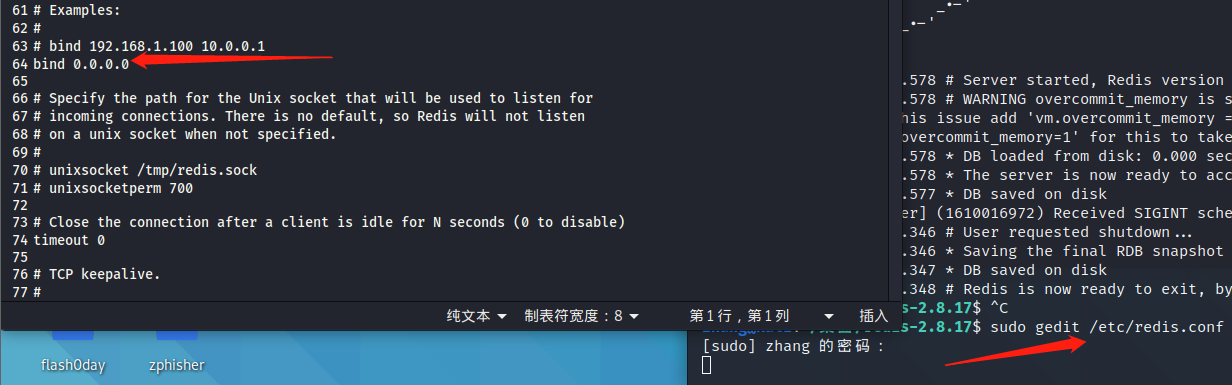 61 # Examples:
62 #
63 # bind 192.168.1.100 10.0.0.1
64 bind 0.0.0.0
65
66 # Specify the path for the Unix socket that will be used to listen for
67 # incoming connections. There is no default, so Redis will not listen
68 # on a unix socket when not specified.
69 #
70 # unixsocket /tmp/redis.sock
71 # unixsocketperm 700
72
73 # Close the connection after a client is idle for N seconds (0 to disable)
74 timeout 0
75
76 # TCP keepalive.
77 #
纯文本 制表符宽度：8 第1行，第1列 插入
flash0day
zphisher
_.-'
_.-'
.578 # Server started, Redis version
.578 # WARNING overcommit_memory is s
his issue add 'vm.overcommit_memory =
overcommit_memory=1' for this to take
.578 * DB loaded from disk: 0.000 sec
.578 * The server is now ready to acc
.577 * DB saved on disk
er] (1610016972) Received SIGINT sche
.346 # User requested shutdown...
.346 * Saving the final RDB snapshot
.347 * DB saved on disk
.348 # Redis is now ready to exit, by
s-2.8.17$ ^C
s-2.8.17$ sudo gedit /etc/redis.conf
[sudo] zhang 的密码：